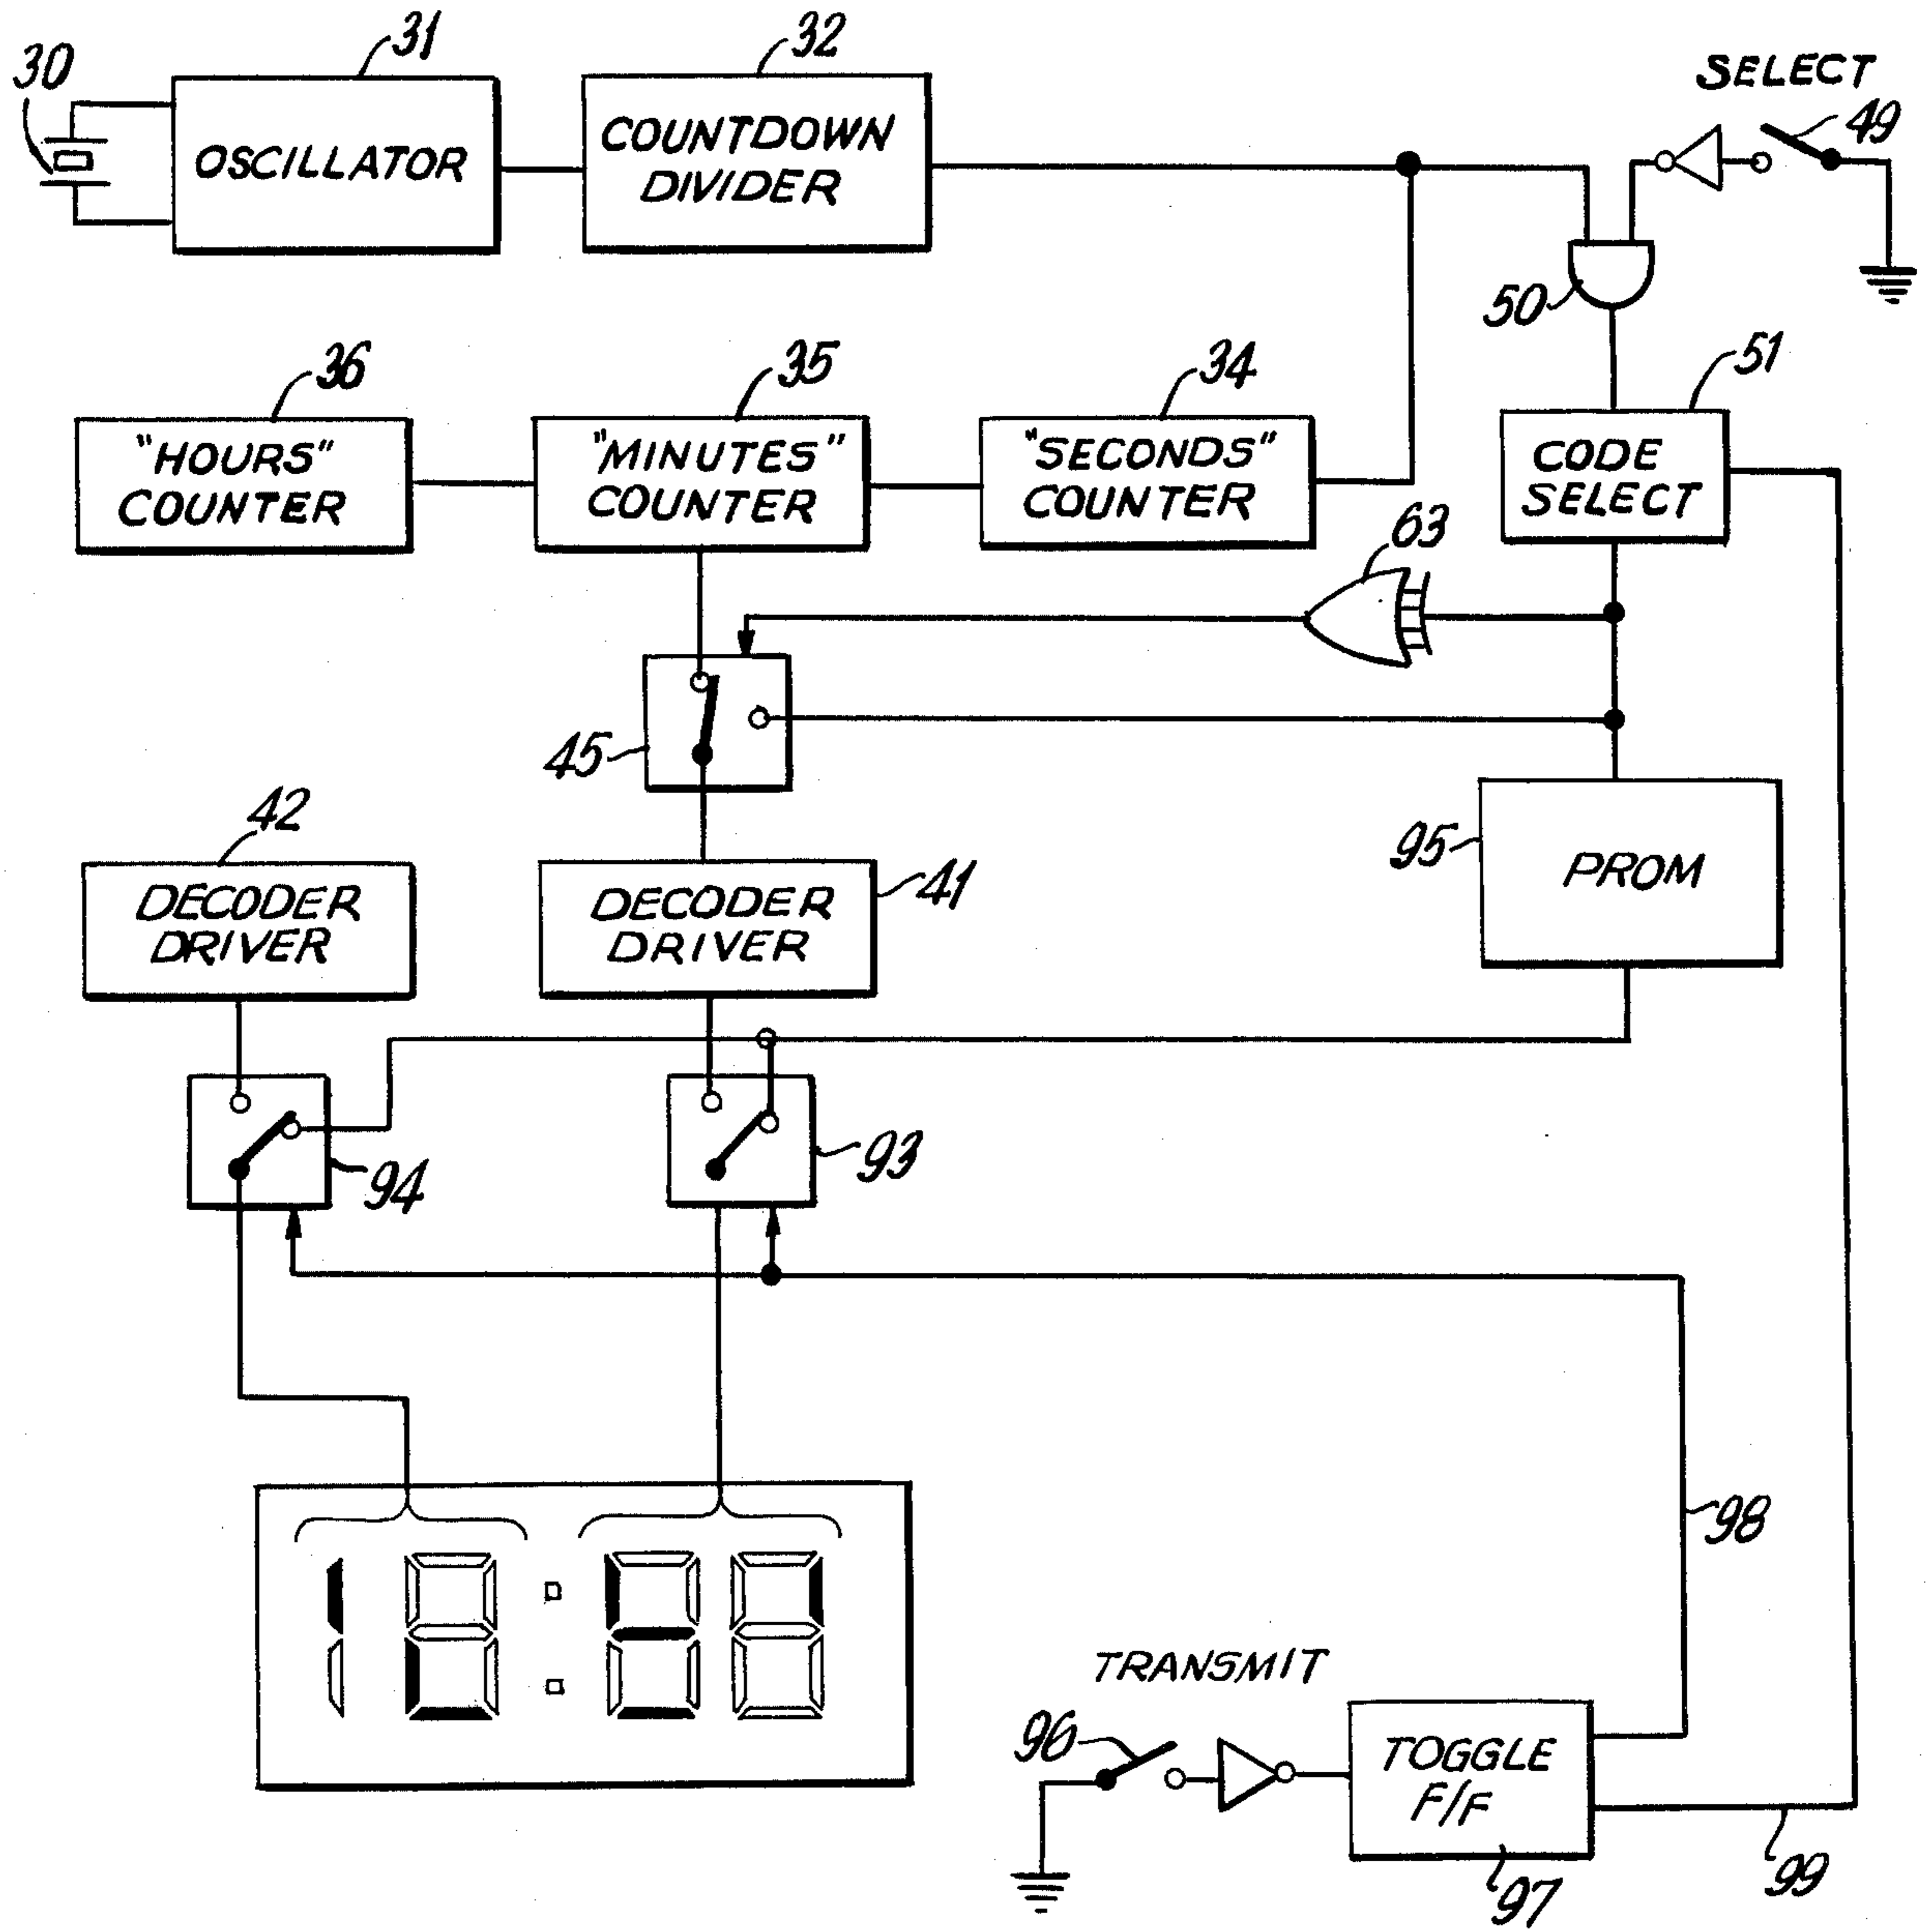 30
31
32
SELECT
49
OSCILLATOR
COUNTDOWN
DIVIDER
50
36
35
34
51
"HOURS"
COUNTER
"MINUTES"
COUNTER
"SECONDS"
COUNTER
CODE
SELECT
63
45
42
41
95
PROM
DECODER
DRIVER
DECODER
DRIVER
94
93
98
TRANSMIT
96
TOGGLE
F/F
97
99